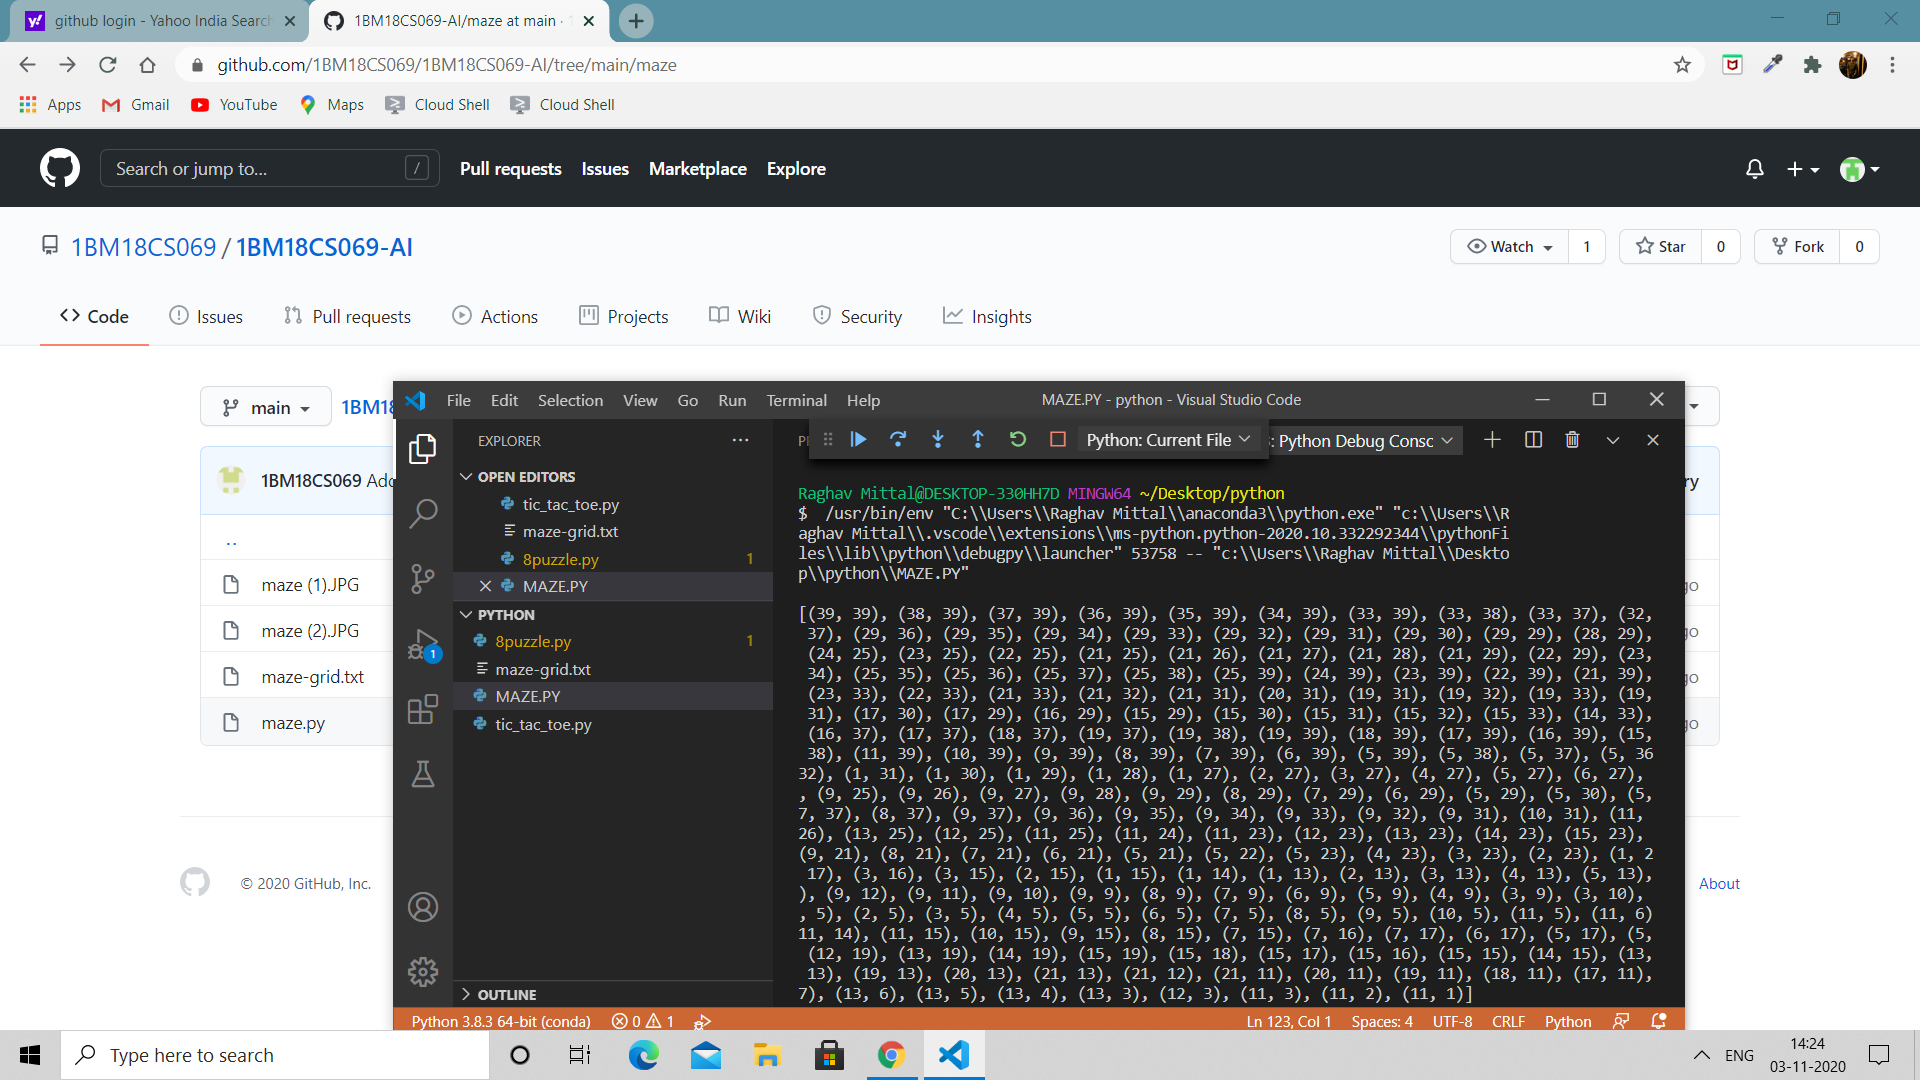 github login - Yahoo India Search
1BM18CS069-AI/maze at main ·
github.com/1BM18CS069/1BM18CS069-AI/tree/main/maze
Apps Gmail YouTube Maps Cloud Shell Cloud Shell
Search or jump to... / Pull requests Issues Marketplace Explore
1BM18CS069 / 1BM18CS069-AI
Watch 1 Star 0 Fork 0
Code Issues Pull requests Actions Projects Wiki Security Insights
main 1BM18
1BM18CS069 Add
ry
..
maze (1).JPG go
maze (2).JPG go
maze-grid.txt go
maze.py go
© 2020 GitHub, Inc.
About
File Edit Selection View Go Run Terminal Help MAZE.PY - python - Visual Studio Code
EXPLORER ...
Python: Current File : Python Debug Consc
OPEN EDITORS
tic_tac_toe.py
maze-grid.txt
8puzzle.py 1
MAZE.PY
PYTHON
8puzzle.py 1
maze-grid.txt
MAZE.PY
tic_tac_toe.py
OUTLINE
1
Raghav Mittal@DESKTOP-330HH7D MINGW64 ~/Desktop/python
$ /usr/bin/env "C:\\Users\\Raghav Mittal\\anaconda3\\python.exe" "c:\\Users\\R
aghav Mittal\\.vscode\\extensions\\ms-python.python-2020.10.332292344\\pythonFi
les\\lib\\python\\debugpy\\launcher" 53758 -- "c:\\Users\\Raghav Mittal\\Deskto
p\\python\\MAZE.PY"
[(39, 39), (38, 39), (37, 39), (36, 39), (35, 39), (34, 39), (33, 39), (33, 38), (33, 37), (32,
37), (29, 36), (29, 35), (29, 34), (29, 33), (29, 32), (29, 31), (29, 30), (29, 29), (28, 29),
(24, 25), (23, 25), (22, 25), (21, 25), (21, 26), (21, 27), (21, 28), (21, 29), (22, 29), (23,
34), (25, 35), (25, 36), (25, 37), (25, 38), (25, 39), (24, 39), (23, 39), (22, 39), (21, 39),
(23, 33), (22, 33), (21, 33), (21, 32), (21, 31), (20, 31), (19, 31), (19, 32), (19, 33), (19,
31), (17, 30), (17, 29), (16, 29), (15, 29), (15, 30), (15, 31), (15, 32), (15, 33), (14, 33),
(16, 37), (17, 37), (18, 37), (19, 37), (19, 38), (19, 39), (18, 39), (17, 39), (16, 39), (15,
38), (11, 39), (10, 39), (9, 39), (8, 39), (7, 39), (6, 39), (5, 39), (5, 38), (5, 37), (5, 36
32), (1, 31), (1, 30), (1, 29), (1, 28), (1, 27), (2, 27), (3, 27), (4, 27), (5, 27), (6, 27),
, (9, 25), (9, 26), (9, 27), (9, 28), (9, 29), (8, 29), (7, 29), (6, 29), (5, 29), (5, 30), (5,
7, 37), (8, 37), (9, 37), (9, 36), (9, 35), (9, 34), (9, 33), (9, 32), (9, 31), (10, 31), (11,
26), (13, 25), (12, 25), (11, 25), (11, 24), (11, 23), (12, 23), (13, 23), (14, 23), (15, 23),
(9, 21), (8, 21), (7, 21), (6, 21), (5, 21), (5, 22), (5, 23), (4, 23), (3, 23), (2, 23), (1, 2
17), (3, 16), (3, 15), (2, 15), (1, 15), (1, 14), (1, 13), (2, 13), (3, 13), (4, 13), (5, 13),
), (9, 12), (9, 11), (9, 10), (9, 9), (8, 9), (7, 9), (6, 9), (5, 9), (4, 9), (3, 9), (3, 10),
, 5), (2, 5), (3, 5), (4, 5), (5, 5), (6, 5), (7, 5), (8, 5), (9, 5), (10, 5), (11, 5), (11, 6)
11, 14), (11, 15), (10, 15), (9, 15), (8, 15), (7, 15), (7, 16), (7, 17), (6, 17), (5, 17), (5,
(12, 19), (13, 19), (14, 19), (15, 19), (15, 18), (15, 17), (15, 16), (15, 15), (14, 15), (13,
13), (19, 13), (20, 13), (21, 13), (21, 12), (21, 11), (20, 11), (19, 11), (18, 11), (17, 11),
7), (13, 6), (13, 5), (13, 4), (13, 3), (12, 3), (11, 3), (11, 2), (11, 1)]
Python 3.8.3 64-bit (conda) 0 1 Ln 123, Col 1 Spaces: 4 UTF-8 CRLF Python
Type here to search
ENG 14:24
03-11-2020